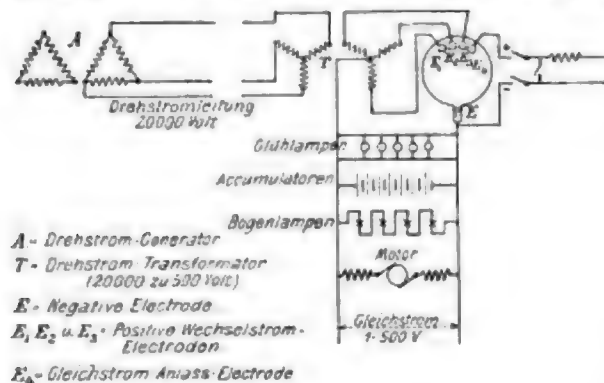 A
T
E₁ E₂ E₃ E₄
+
-
E
Drehstromleitung
20000 Volt
Glühlampen
Accumulatoren
Bogenlampen
Motor
Gleichstrom
1-500 V
A = Drehstrom-Generator
T = Drehstrom-Transformator
(20000 zu 500 Volt)
E = Negative Electrode
E₁ E₂ u. E₃ = Positive Wechselstrom-
Electroden
E₄ = Gleichstrom Anlass-Electrode